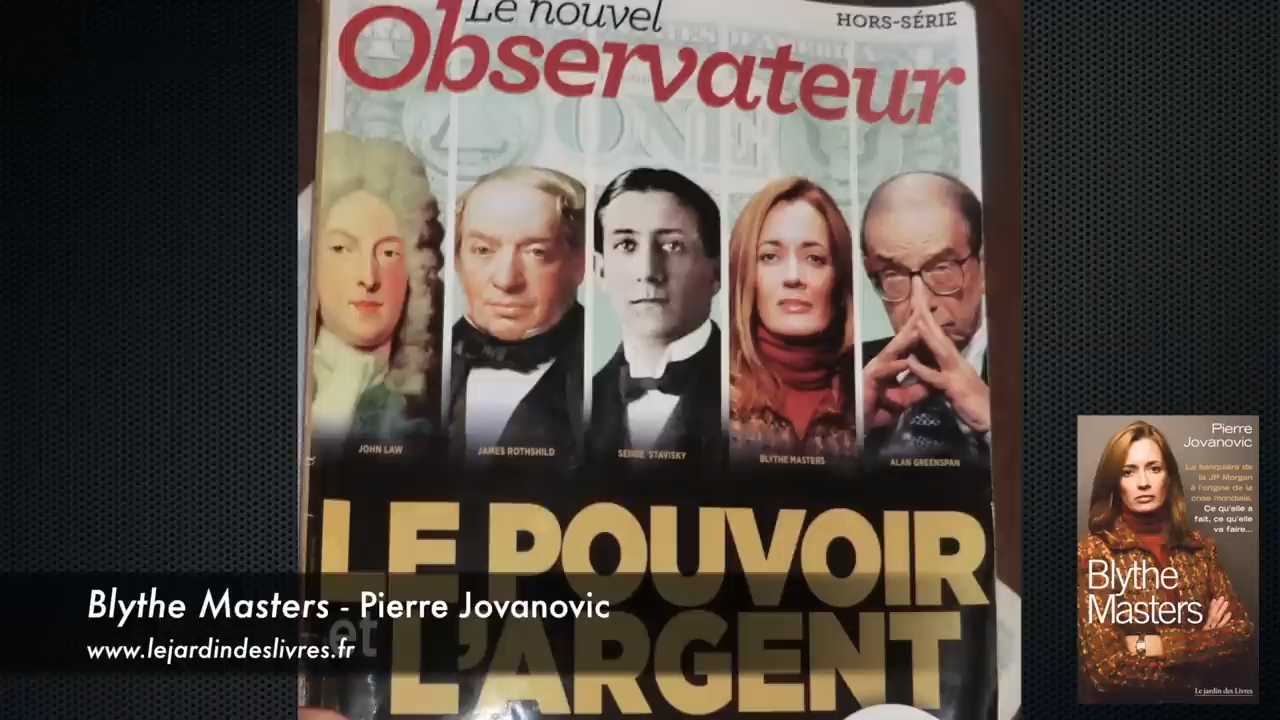 Le nouvel
HORS-SÉRIE
Observateur
ONE
JOHN LAW
JAMES ROTHSHILD
SERGE STAVISKY
BLYTHE MASTERS
ALAN GREENSPAN
LE POUVOIR
et L'ARGENT
Blythe Masters - Pierre Jovanovic
www.lejardindeslivres.fr
Pierre
Jovanovic
La banquière de
la JP Morgan
à l'origine de la
crise mondiale.
Ce qu'elle a
fait, ce qu'elle
va faire...
Blythe
Masters
Le jardin des Livres